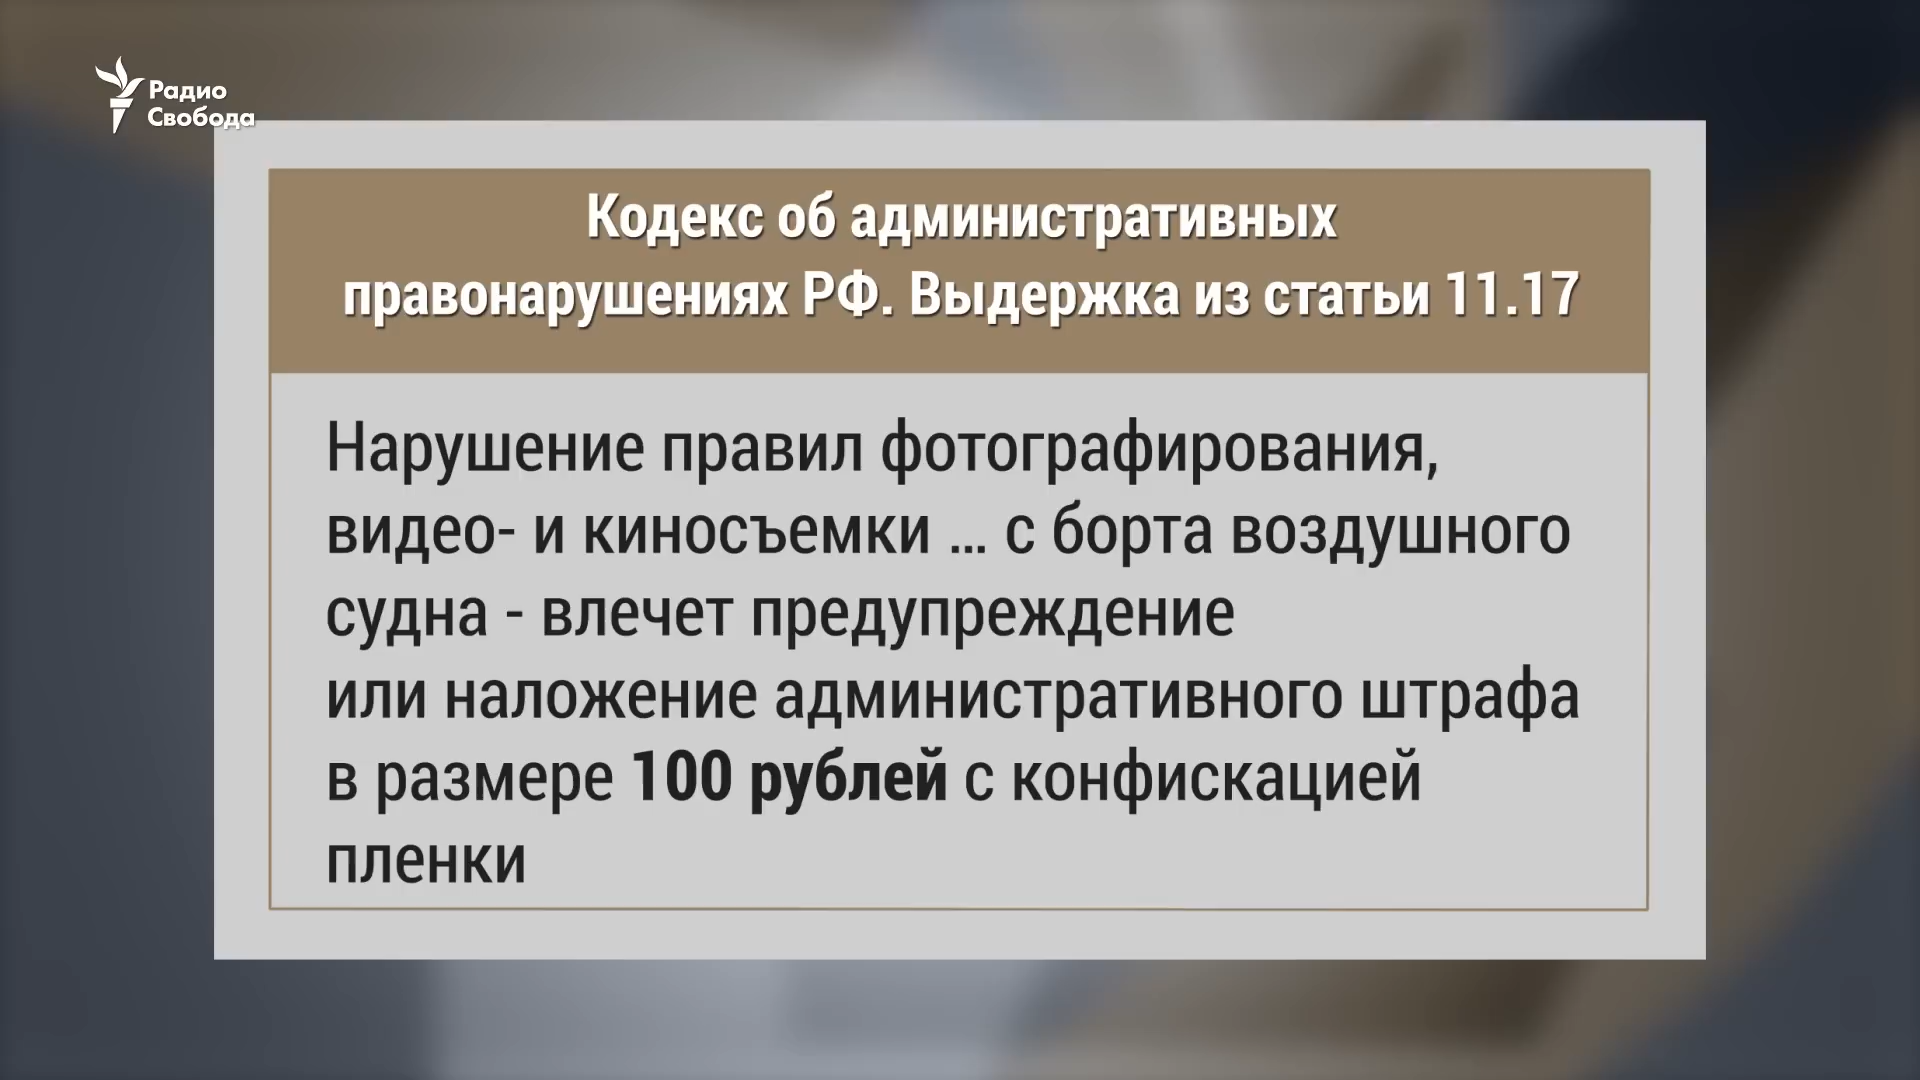 Радио
Свобода
Кодекс об административных
правонарушениях РФ. Выдержка из статьи 11.17
Нарушение правил фотографирования,
видео- и киносъемки ... с борта воздушного
судна - влечет предупреждение
или наложение административного штрафа
в размере 100 рублей с конфискацией
пленки